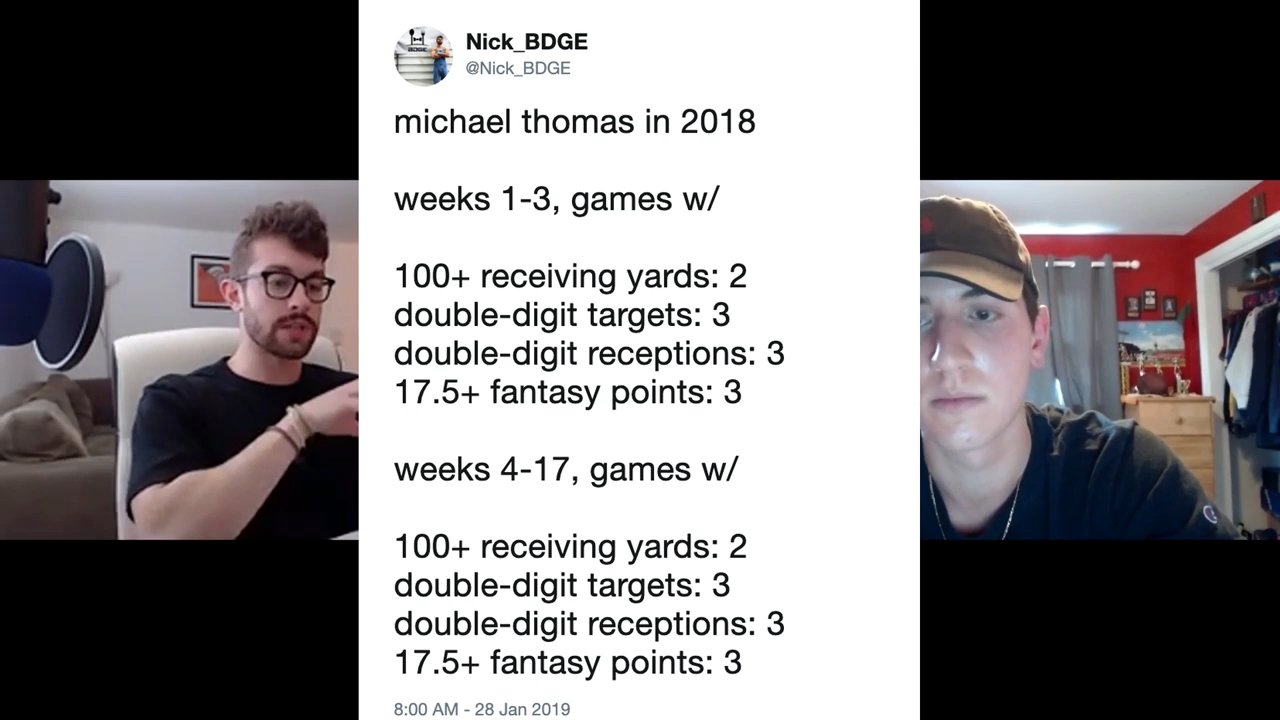 Nick_BDGE
@Nick_BDGE
michael thomas in 2018
weeks 1-3, games w/
100+ receiving yards: 2
double-digit targets: 3
double-digit receptions: 3
17.5+ fantasy points: 3
weeks 4-17, games w/
100+ receiving yards: 2
double-digit targets: 3
double-digit receptions: 3
17.5+ fantasy points: 3
8:00 AM - 28 Jan 2019